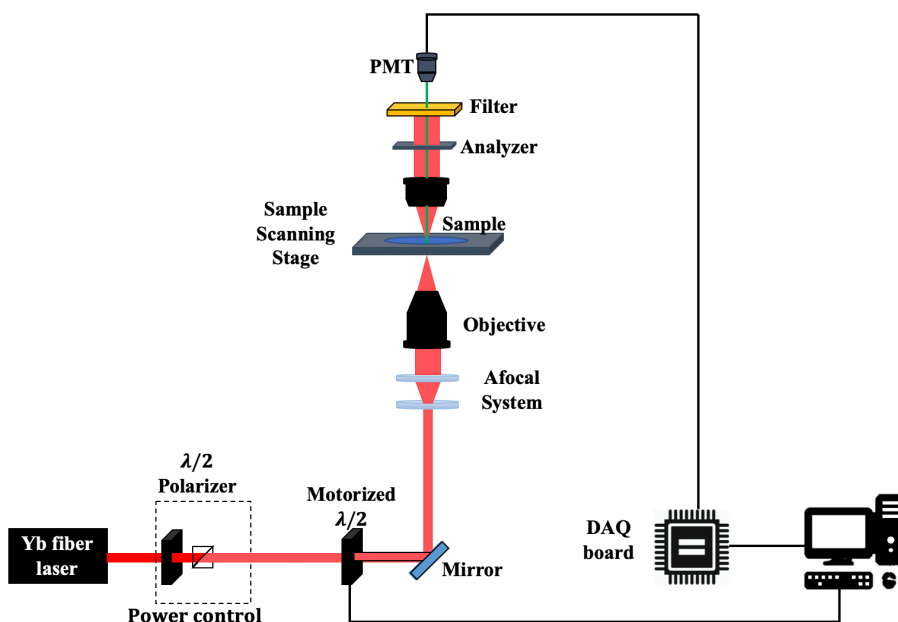 PMT
Filter
Analyzer
Sample
Scanning
Stage
Sample
Objective
Afocal
System
λ/2
Polarizer
Motorized
λ/2
Yb fiber
laser
Mirror
Power control
DAQ
board